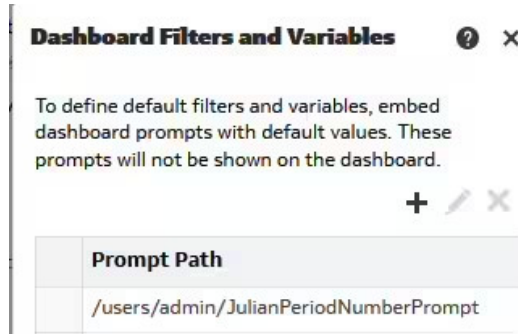 Dashboard Filters and Variables
To define default filters and variables, embed
dashboard prompts with default values. These
prompts will not be shown on the dashboard.
Prompt Path
/users/admin/JulianPeriodNumberPrompt